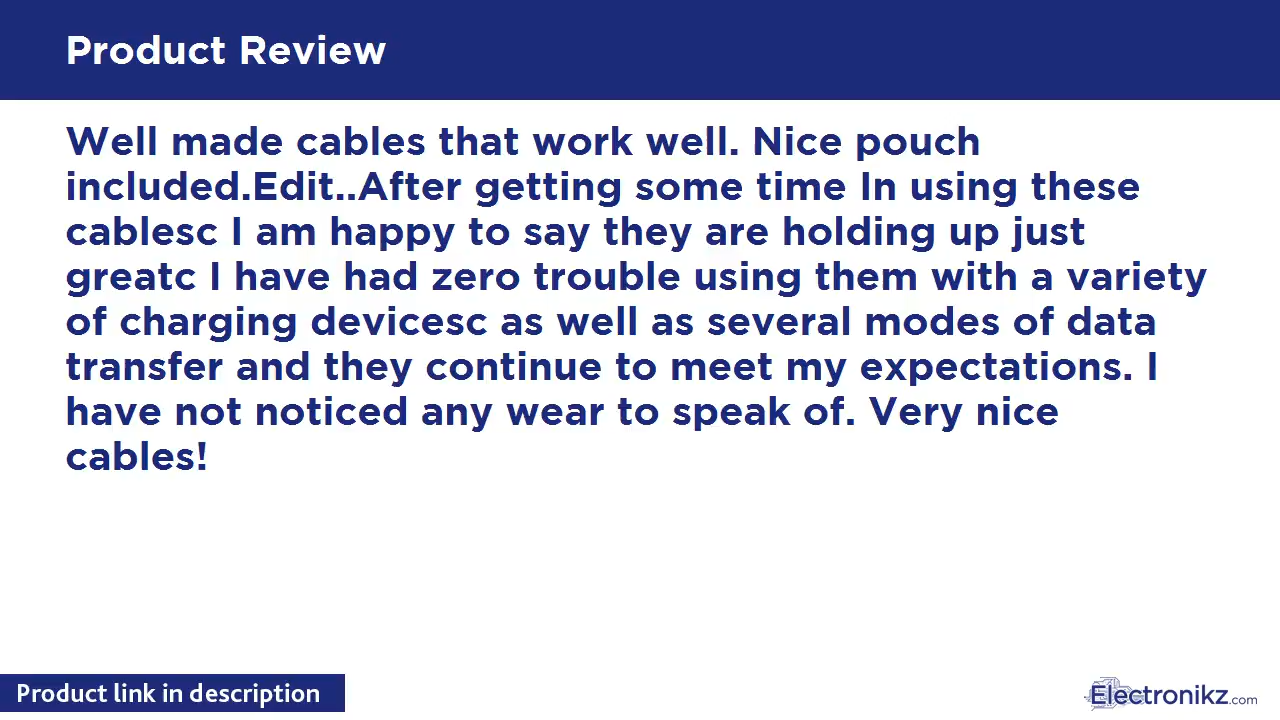 Product Review
Well made cables that work well. Nice pouch
included.Edit..After getting some time In using these
cablesc I am happy to say they are holding up just
greatc I have had zero trouble using them with a variety
of charging devicesc as well as several modes of data
transfer and they continue to meet my expectations. I
have not noticed any wear to speak of. Very nice
cables!
Product link in description
Electronikz.com